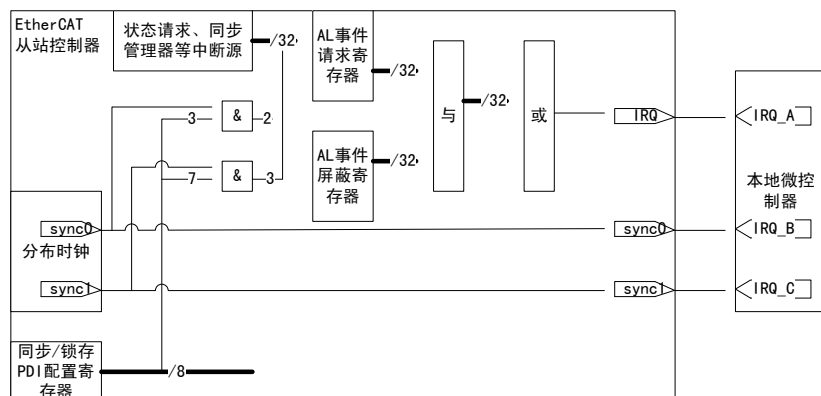 EtherCAT
从站控制器
状态请求、同步
管理器等中断源
/32
AL事件
请求寄
存器
/32
与
/32
或
IRQ
IRQ_A
3
&
2
AL事件
屏蔽寄
存器
/32
7
&
3
本地微控
制器
sync0
sync0
IRQ_B
分布时钟
sync1
sync1
IRQ_C
同步/锁存
PDI配置寄
存器
/8